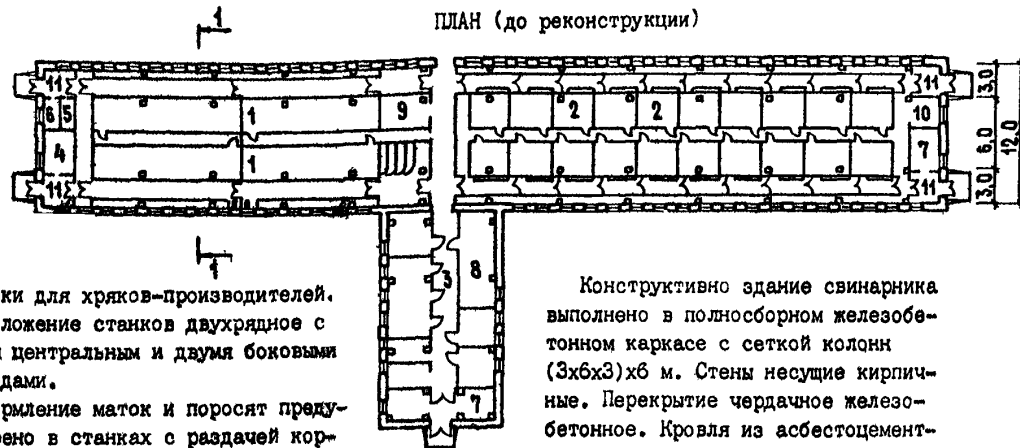 ПЛАН (до реконструкции)
1
11
6
5
4
11
1
1
9
2
2
10
7
11
11
3,0
6,0
3,0
12,0
1
3
8
7
ки для хряков-производителей.
ложение станков двухрядное с
центральным и двумя боковыми
дами.
рмление маток и поросят преду-
рено в станках с раздачей кор-
Конструктивно здание свинарника
выполнено в полносборном железобе-
тонном каркасе с сеткой колонн
(3х6х3)х6 м. Стены несущие кирпич-
ные. Перекрытие чердачное железо-
бетонное. Кровля из асбестоцемент-